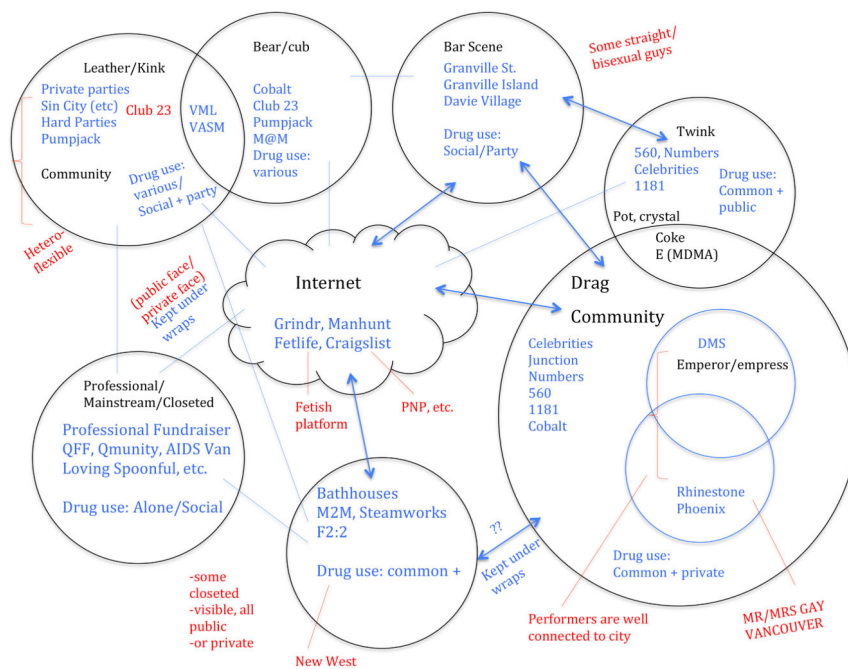 Leather/Kink
Private parties
Sin City (etc)
Hard Parties
Pumpjack
Club 23
Community
Drug use:
various/
Social + party
VML
VASM
Bear/cub
Cobalt
Club 23
Pumpjack
M@M
Drug use:
various
Bar Scene
Granville St.
Granville Island
Davie Village
Drug use:
Social/Party
Some straight/
bisexual guys
Twink
560, Numbers
Celebrities
1181
Drug use:
Common +
public
Pot, crystal
Coke
E (MDMA)
Hetero-
flexible
(public face/
private face)
Kept under
wraps
Internet
Grindr, Manhunt
Fetlife, Craigslist
Fetish
platform
PNP, etc.
Drag
Community
Celebrities
Junction
Numbers
560
1181
Cobalt
DMS
Emperor/empress
Rhinestone
Phoenix
Drug use:
Common + private
Professional/
Mainstream/Closeted
Professional Fundraiser
QFF, Qmunity, AIDS Van
Loving Spoonful, etc.
Drug use: Alone/Social
Bathhouses
M2M, Steamworks
F2:2
Drug use: common +
??
Kept under
wraps
-some
closeted
-visible, all
public
-or private
New West
Performers are well
connected to city
MR/MRS GAY
VANCOUVER